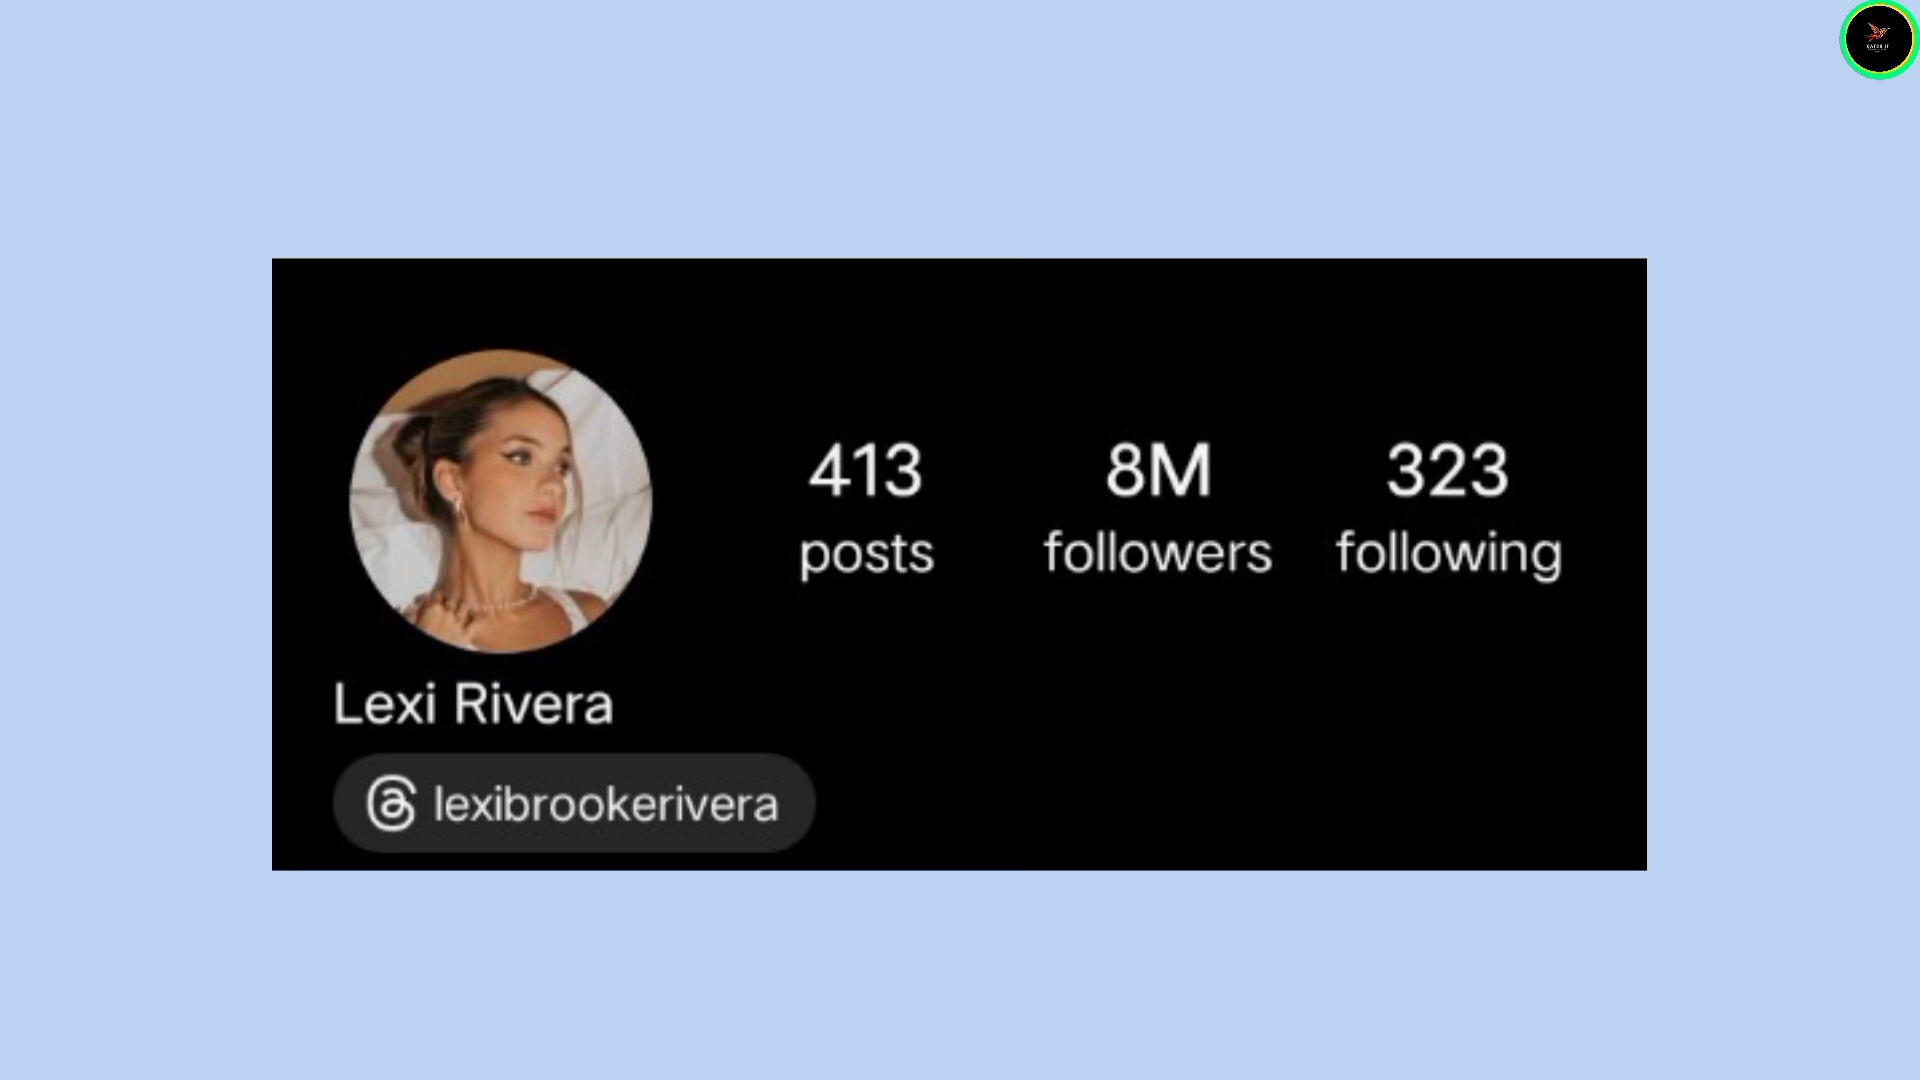 413 8M 323
posts followers following
Lexi Rivera
lexibrookerivera